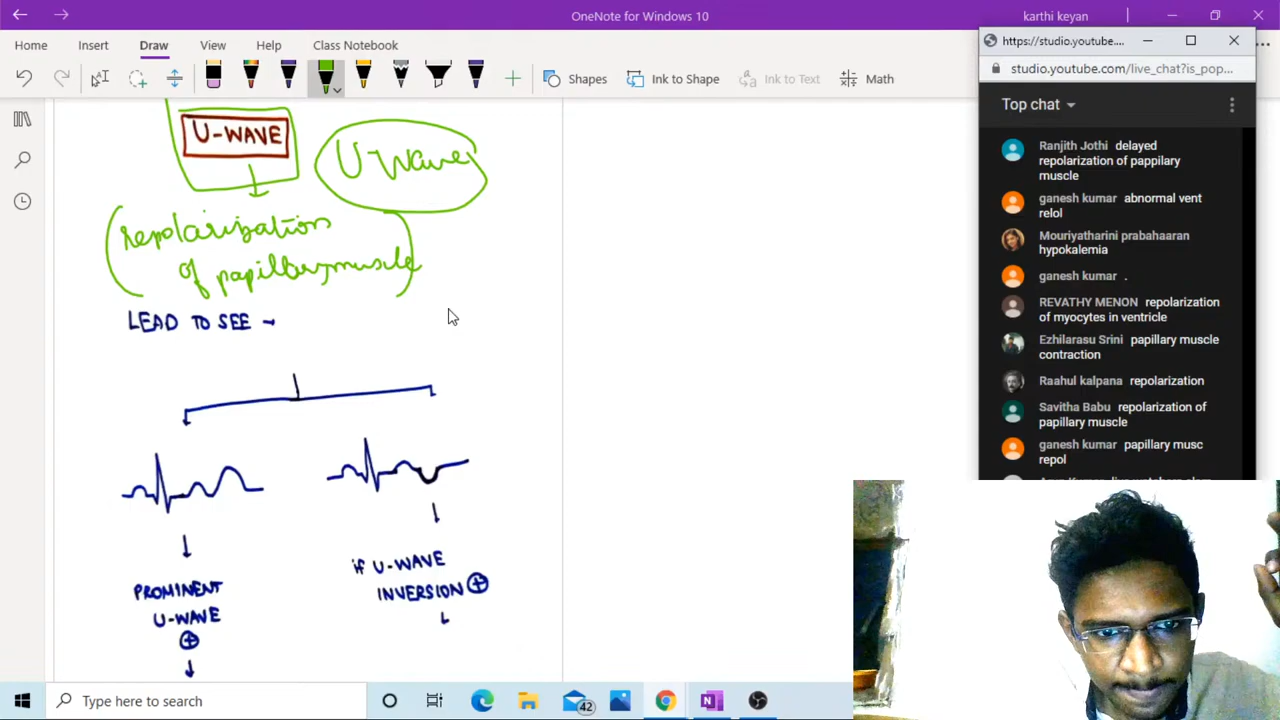 OneNote for Windows 10
karthi keyan
https://studio.youtube....
Home Insert Draw View Help Class Notebook
studio.youtube.com/live_chat?is_pop...
Shapes Ink to Shape Ink to Text Math
Top chat
U-WAVE
U-Wave
repolarization
of papillary muscle
LEAD TO SEE →
PROMINENT
U-WAVE
+
if U-WAVE
INVERSION +
Ranjith Jothi delayed
repolarization of pappilary
muscle
ganesh kumar abnormal vent
relol
Mouriyatharini prabahaaran
hypokalemia
ganesh kumar .
REVATHY MENON repolarization
of myocytes in ventricle
Ezhilarasu Srini papillary muscle
contraction
Raahul kalpana repolarization
Savitha Babu repolarization of
papillary muscle
ganesh kumar papillary musc
repol
Type here to search
42